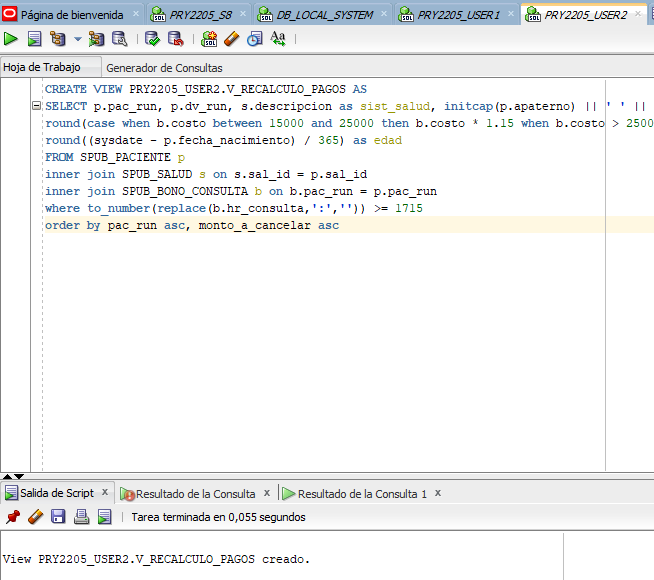 Página de bienvenida × PRY2205_S8 × DB_LOCAL_SYSTEM × PRY2205_USER1 × PRY2205_USER2 ×
Hoja de Trabajo Generador de Consultas
CREATE VIEW PRY2205_USER2.V_RECALCULO_PAGOS AS
SELECT p.pac_run, p.dv_run, s.descripcion as sist_salud, initcap(p.apaterno) || ' ' ||
round(case when b.costo between 15000 and 25000 then b.costo * 1.15 when b.costo > 2500
round((sysdate - p.fecha_nacimiento) / 365) as edad
FROM SPUB_PACIENTE p
inner join SPUB_SALUD s on s.sal_id = p.sal_id
inner join SPUB_BONO_CONSULTA b on b.pac_run = p.pac_run
where to_number(replace(b.hr_consulta,':','')) >= 1715
order by pac_run asc, monto_a_cancelar asc
Salida de Script × Resultado de la Consulta × Resultado de la Consulta 1 ×
Tarea terminada en 0,055 segundos
View PRY2205_USER2.V_RECALCULO_PAGOS creado.